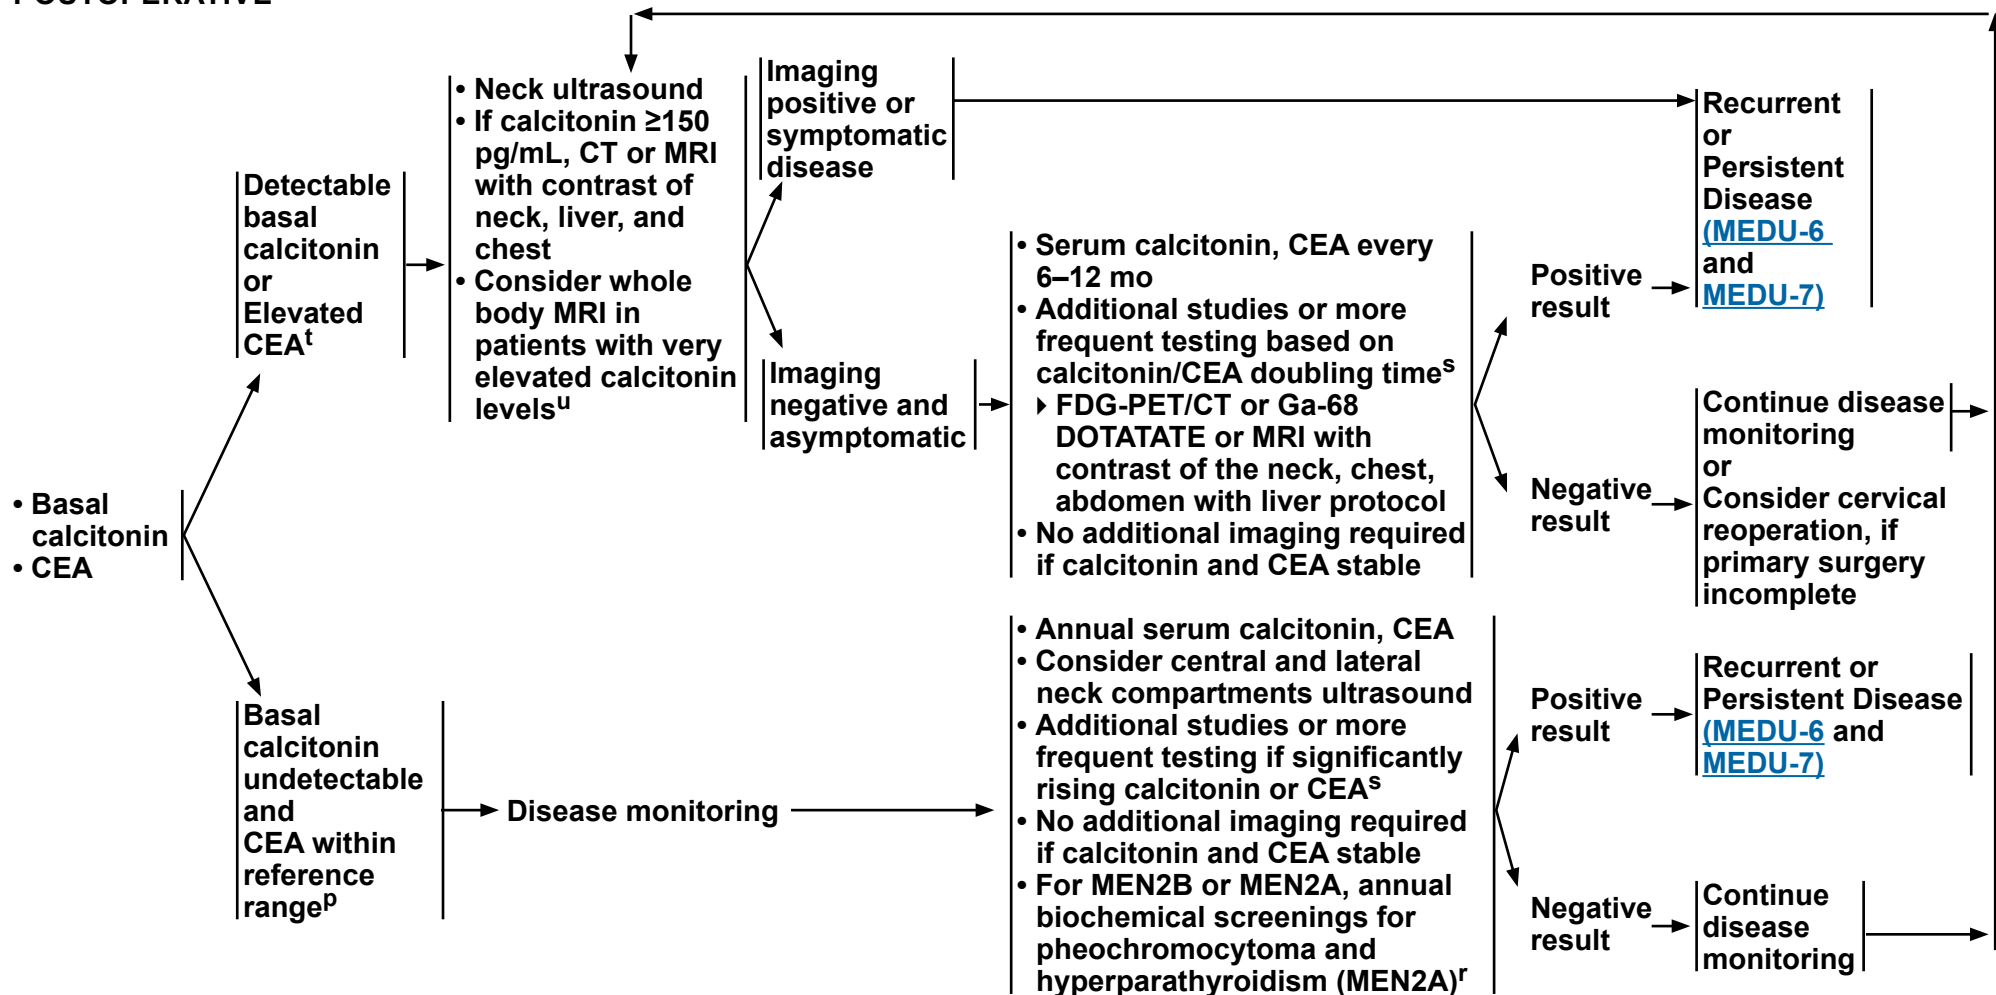 POSTOPERATIVE
• Basal
calcitonin
• CEA
Detectable
basal
calcitonin
or
Elevated
CEAᵗ
• Neck ultrasound
• If calcitonin ≥150
pg/mL, CT or MRI
with contrast of
neck, liver, and
chest
• Consider whole
body MRI in
patients with very
elevated calcitonin
levelsᵘ
Imaging
positive or
symptomatic
disease
Recurrent
or
Persistent
Disease
(MEDU-6
and
MEDU-7)
Imaging
negative and
asymptomatic
• Serum calcitonin, CEA every
6–12 mo
• Additional studies or more
frequent testing based on
calcitonin/CEA doubling timeˢ
‣ FDG-PET/CT or Ga-68
DOTATATE or MRI with
contrast of the neck, chest,
abdomen with liver protocol
• No additional imaging required
if calcitonin and CEA stable
Positive
result
Negative
result
Continue disease
monitoring
or
Consider cervical
reoperation, if
primary surgery
incomplete
Basal
calcitonin
undetectable
and
CEA within
reference
rangeᵖ
Disease monitoring
• Annual serum calcitonin, CEA
• Consider central and lateral
neck compartments ultrasound
• Additional studies or more
frequent testing if significantly
rising calcitonin or CEAˢ
• No additional imaging required
if calcitonin and CEA stable
• For MEN2B or MEN2A, annual
biochemical screenings for
pheochromocytoma and
hyperparathyroidism (MEN2A)ʳ
Positive
result
Recurrent or
Persistent Disease
(MEDU-6 and
MEDU-7)
Negative
result
Continue
disease
monitoring